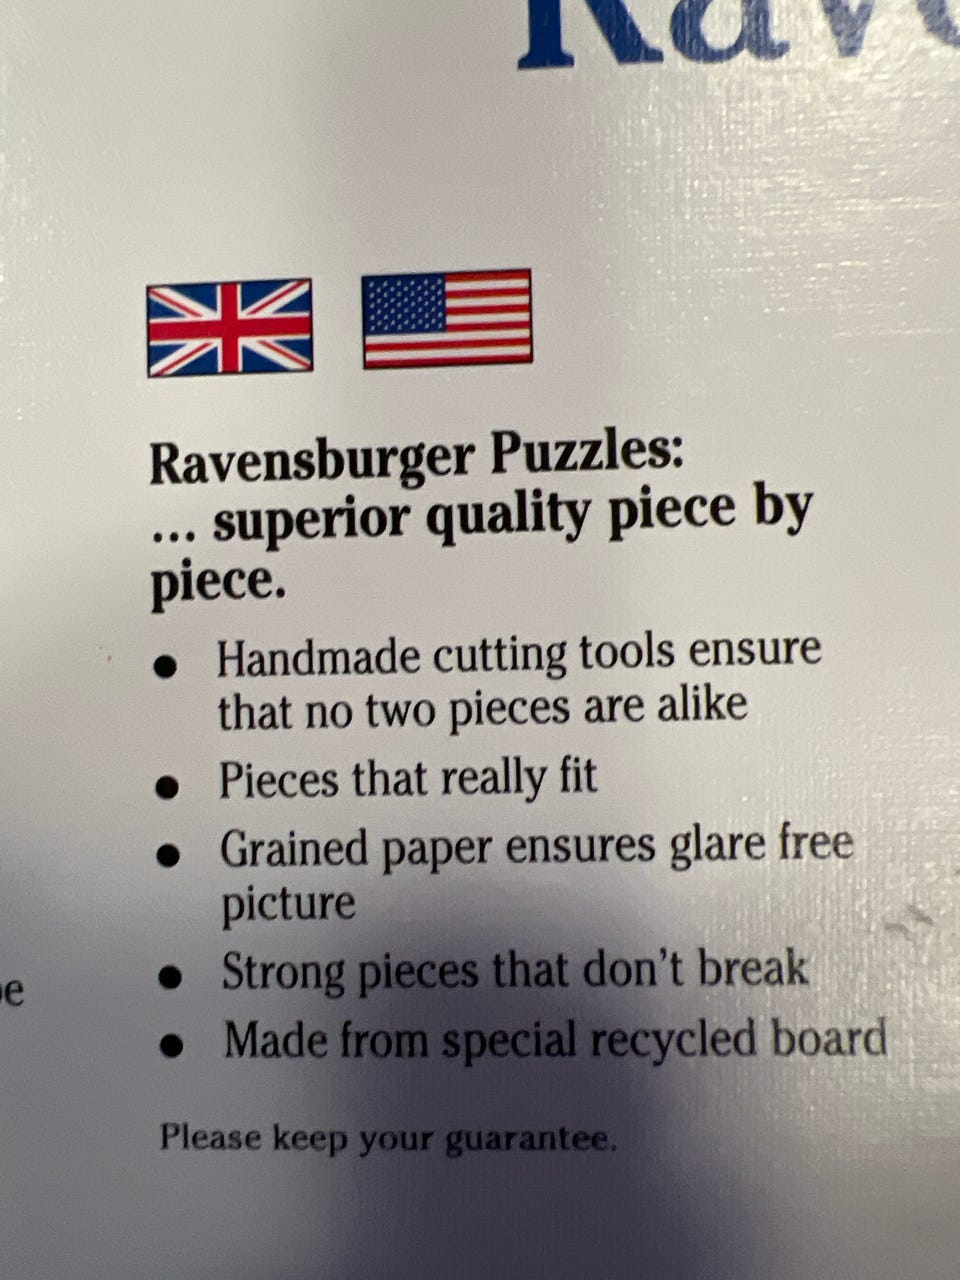 Rav
Ravensburger Puzzles:
... superior quality piece by
piece.
● Handmade cutting tools ensure
that no two pieces are alike
● Pieces that really fit
● Grained paper ensures glare free
picture
● Strong pieces that don't break
● Made from special recycled board
Please keep your guarantee.